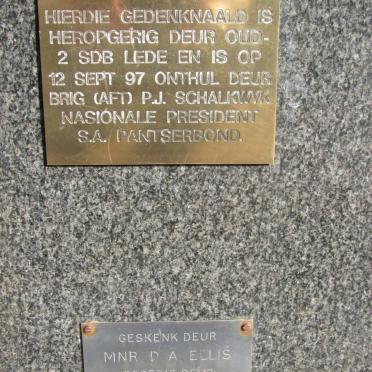 HIERDIE GEDENKNAALD IS
HEROPGERIG DEUR OUD-
2 SDB LEDE EN IS OP
12 SEPT 97 ONTHUL DEUR
BRIG (AFT) P.J. SCHALKWYK
NASIONALE PRESIDENT
S.A. PANTSERBOND.
GESKENK DEUR
MNR D A ELLIS